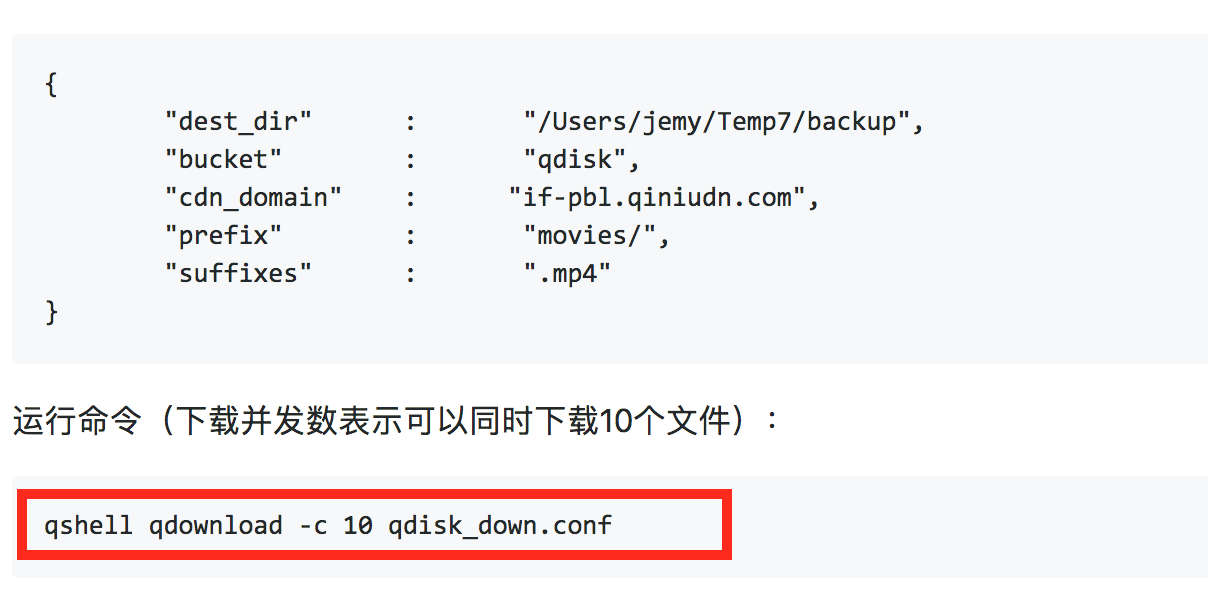 {
"dest_dir" : "/Users/jemy/Temp7/backup",
"bucket" : "qdisk",
"cdn_domain" : "if-pbl.qiniudn.com",
"prefix" : "movies/",
"suffixes" : ".mp4"
}
运行命令（下载并发数表示可以同时下载10个文件）：
qshell qdownload -c 10 qdisk_down.conf